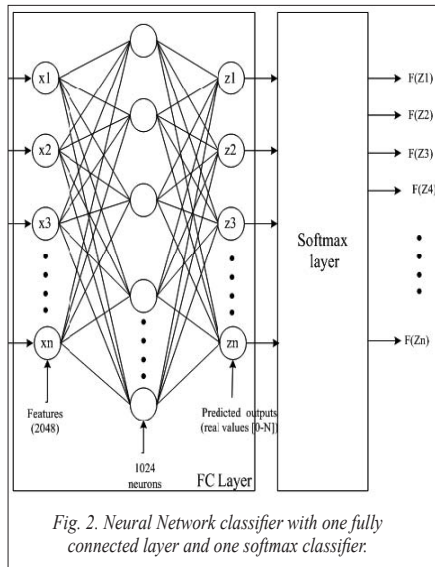 x1
x2
x3
xn
z1
z2
z3
zn
Features
(2048)
1024
neurons
Predicted outputs
(real values [0-N])
FC Layer
Softmax
layer
F(Z1)
F(Z2)
F(Z3)
F(Z4)
F(Zn)
Fig. 2. Neural Network classifier with one fully
connected layer and one softmax classifier.